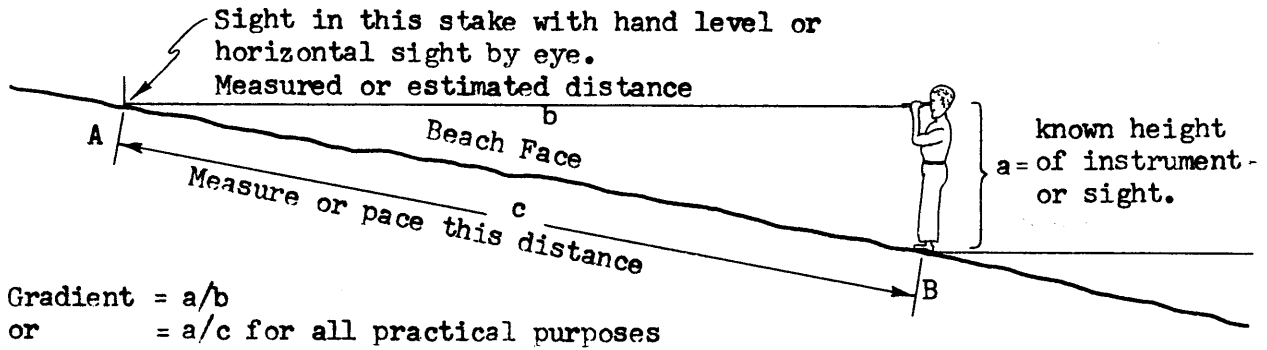 Sight in this stake with hand level or
horizontal sight by eye.
Measured or estimated distance
b
A
Beach Face
known height
a = of instrument -
or sight.
Measure or pace this distance
c
B
Gradient = a/b
or = a/c for all practical purposes